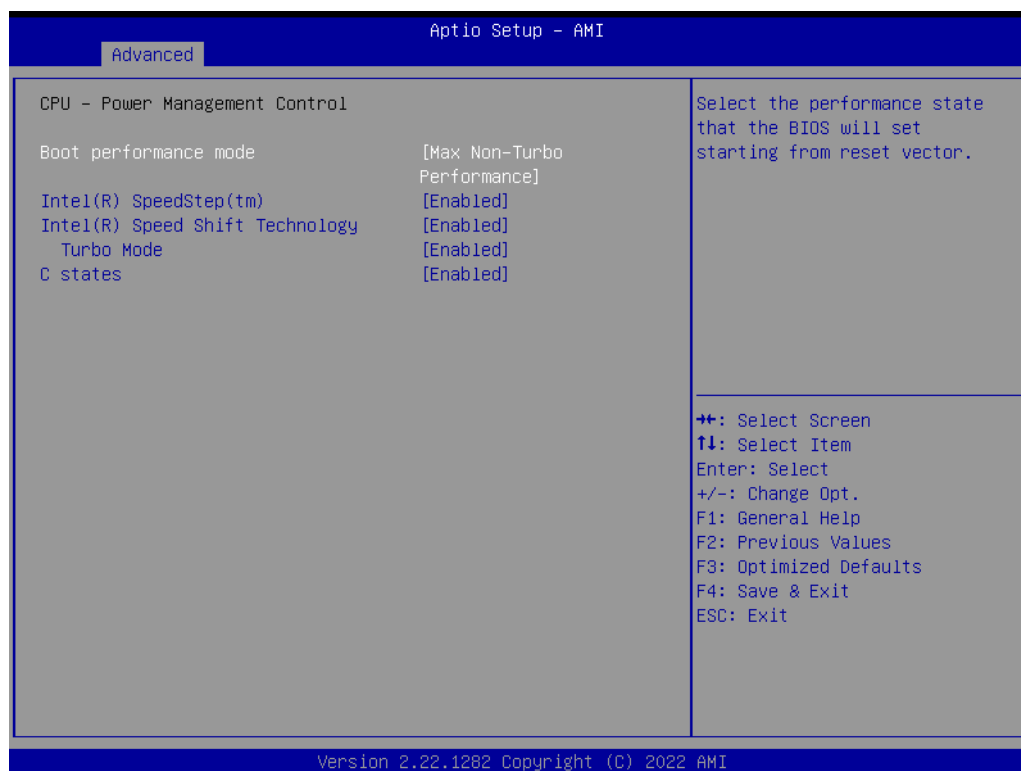 Aptio Setup – AMI
Advanced
CPU – Power Management Control
Boot performance mode [Max Non-Turbo
Performance]
Intel(R) SpeedStep(tm) [Enabled]
Intel(R) Speed Shift Technology [Enabled]
Turbo Mode [Enabled]
C states [Enabled]
Select the performance state
that the BIOS will set
starting from reset vector.
→←: Select Screen
↑↓: Select Item
Enter: Select
+/-: Change Opt.
F1: General Help
F2: Previous Values
F3: Optimized Defaults
F4: Save & Exit
ESC: Exit
Version 2.22.1282 Copyright (C) 2022 AMI